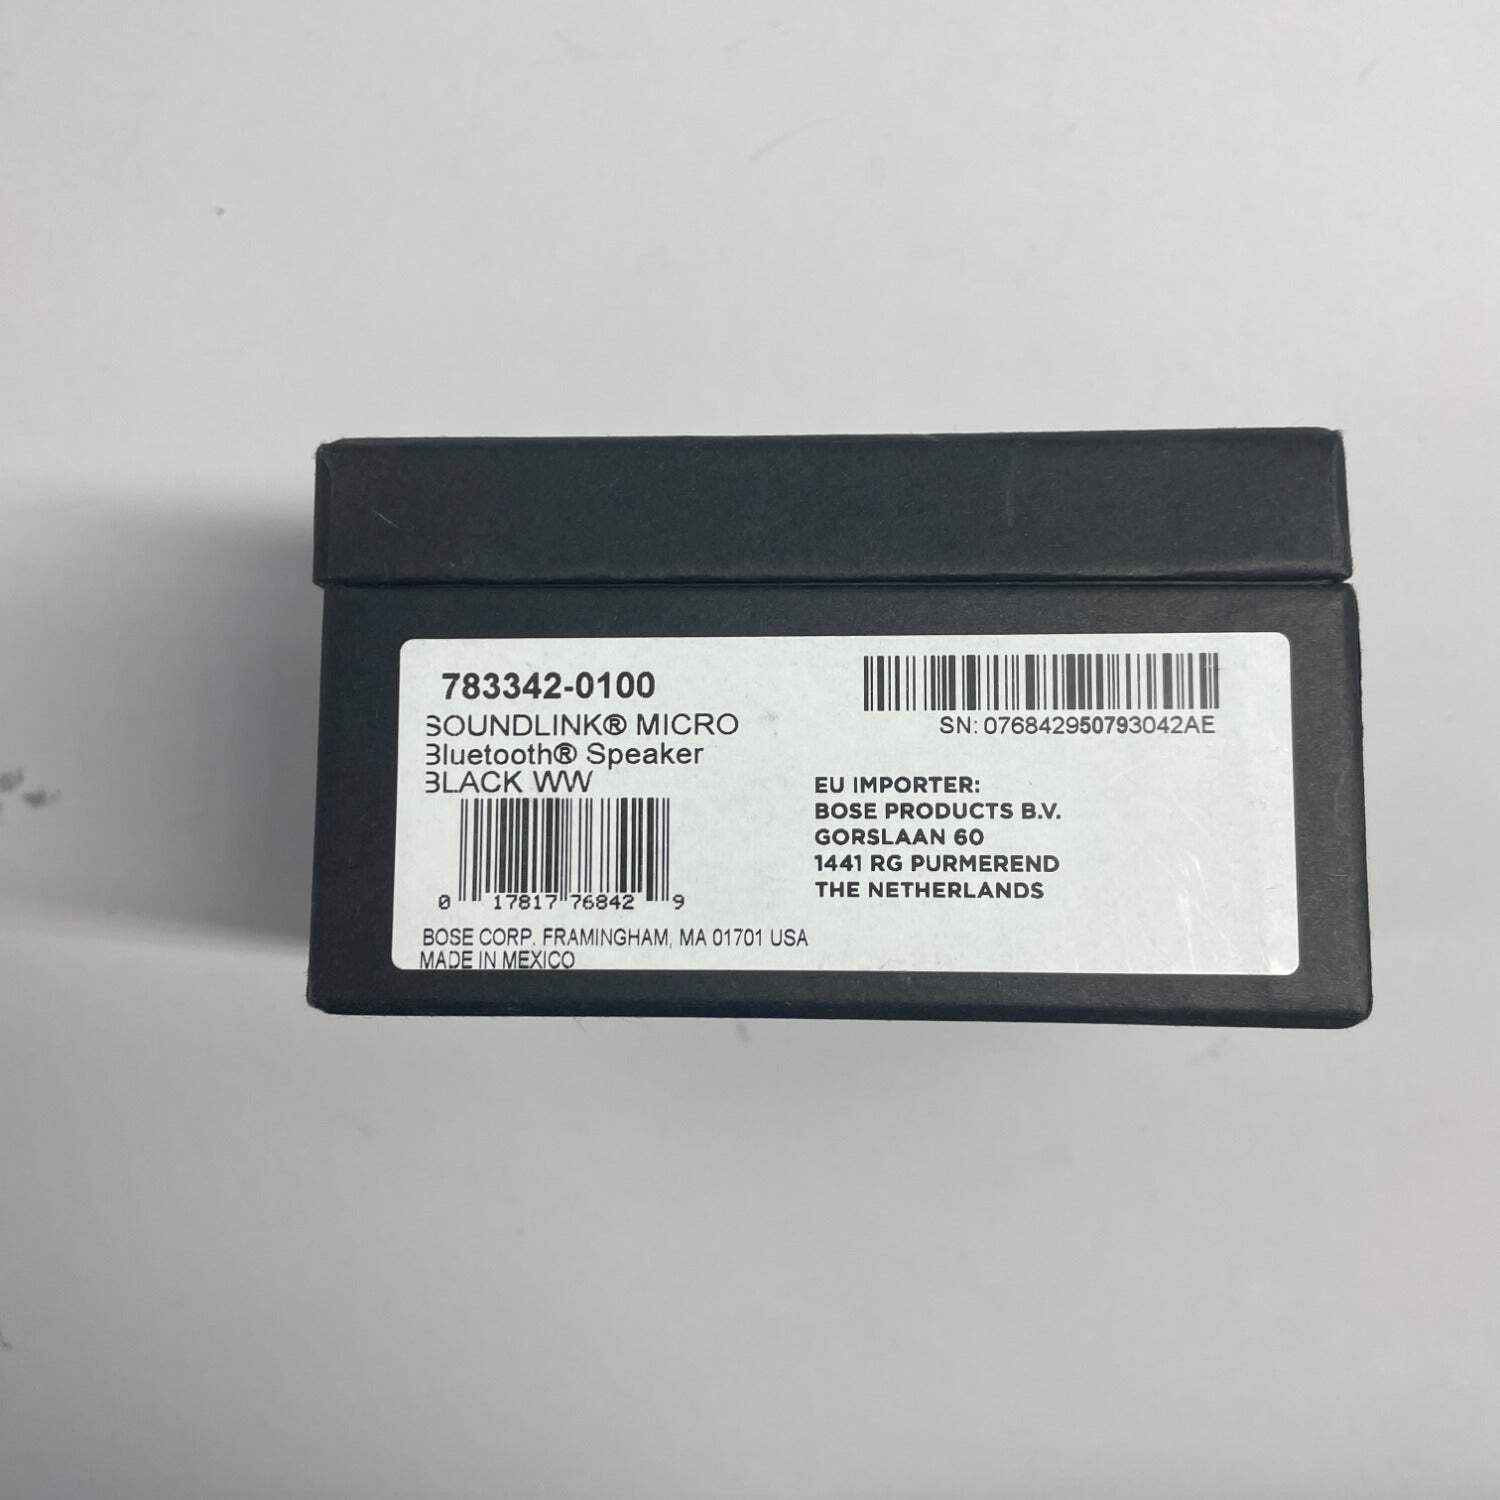 783342-0100
SOUNDLINK® MICRO
Bluetooth® Speaker
BLACK WW
0 17817 76842 9
BOSE CORP. FRAMINGHAM, MA 01701 USA
MADE IN MEXICO
SN: 076842950793042AE
EU IMPORTER:
BOSE PRODUCTS B.V.
GORSLAAN 60
1441 RG PURMEREND
THE NETHERLANDS